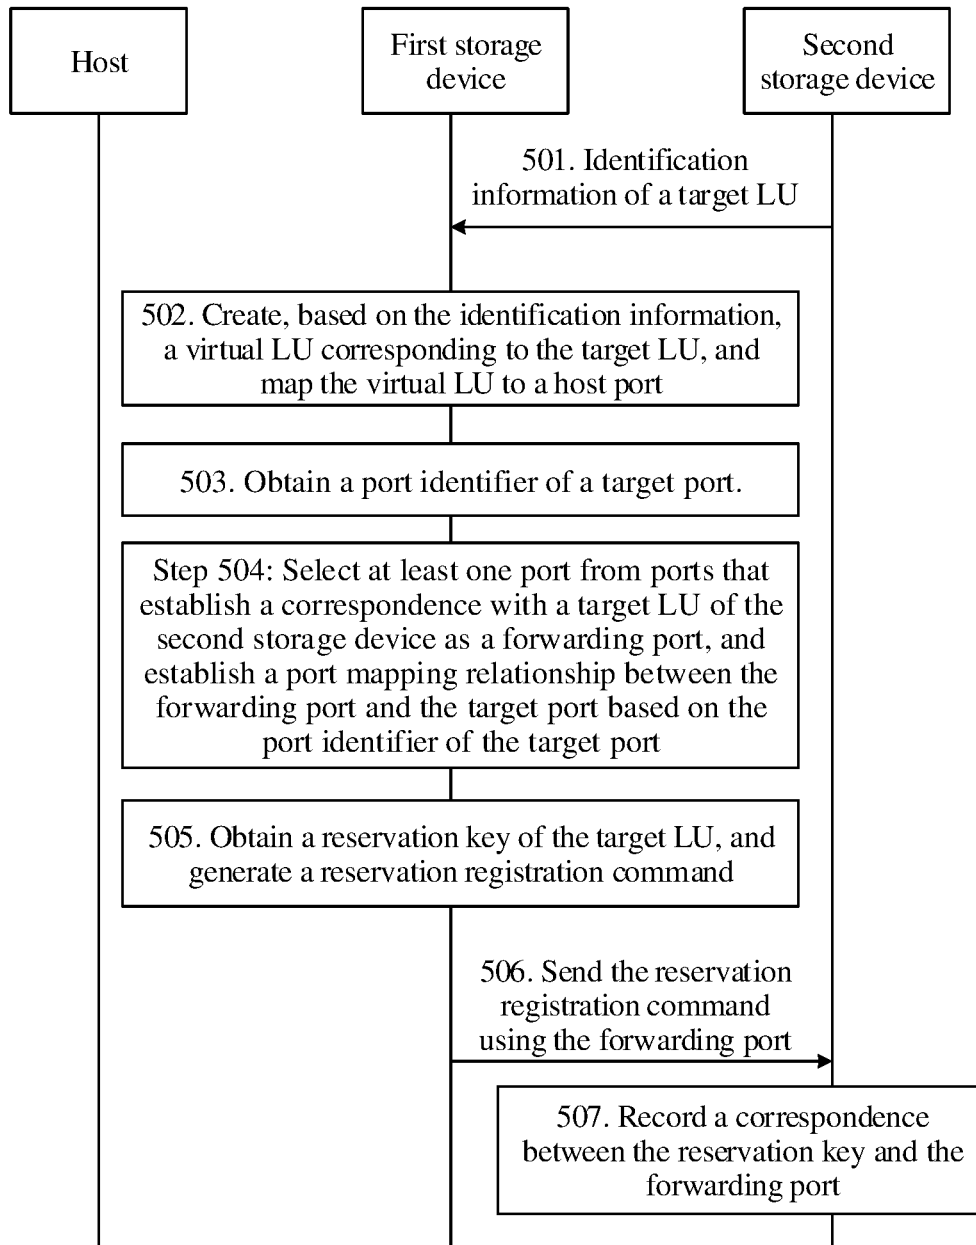 Host
First storage
device
Second
storage device
501. Identification
information of a target LU
502. Create, based on the identification information,
a virtual LU corresponding to the target LU, and
map the virtual LU to a host port
503. Obtain a port identifier of a target port.
Step 504: Select at least one port from ports that
establish a correspondence with a target LU of the
second storage device as a forwarding port, and
establish a port mapping relationship between the
forwarding port and the target port based on the
port identifier of the target port
505. Obtain a reservation key of the target LU, and
generate a reservation registration command
506. Send the reservation
registration command
using the forwarding port
507. Record a correspondence
between the reservation key and the
forwarding port